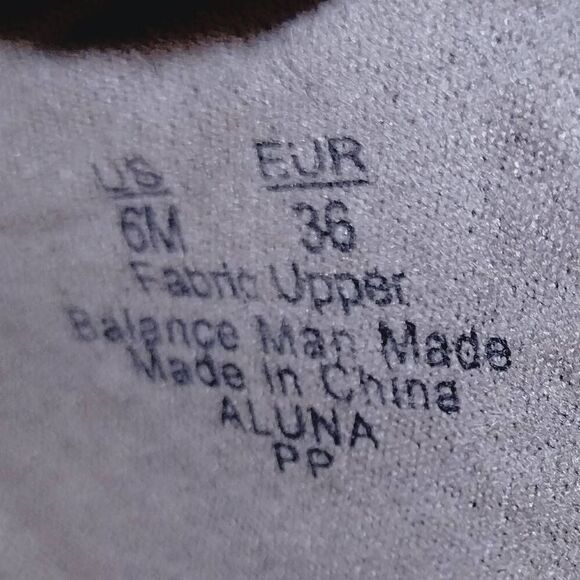 US EUR
6M 36
Fabric Upper
Balance Man Made
Made In China
ALUNA
PP